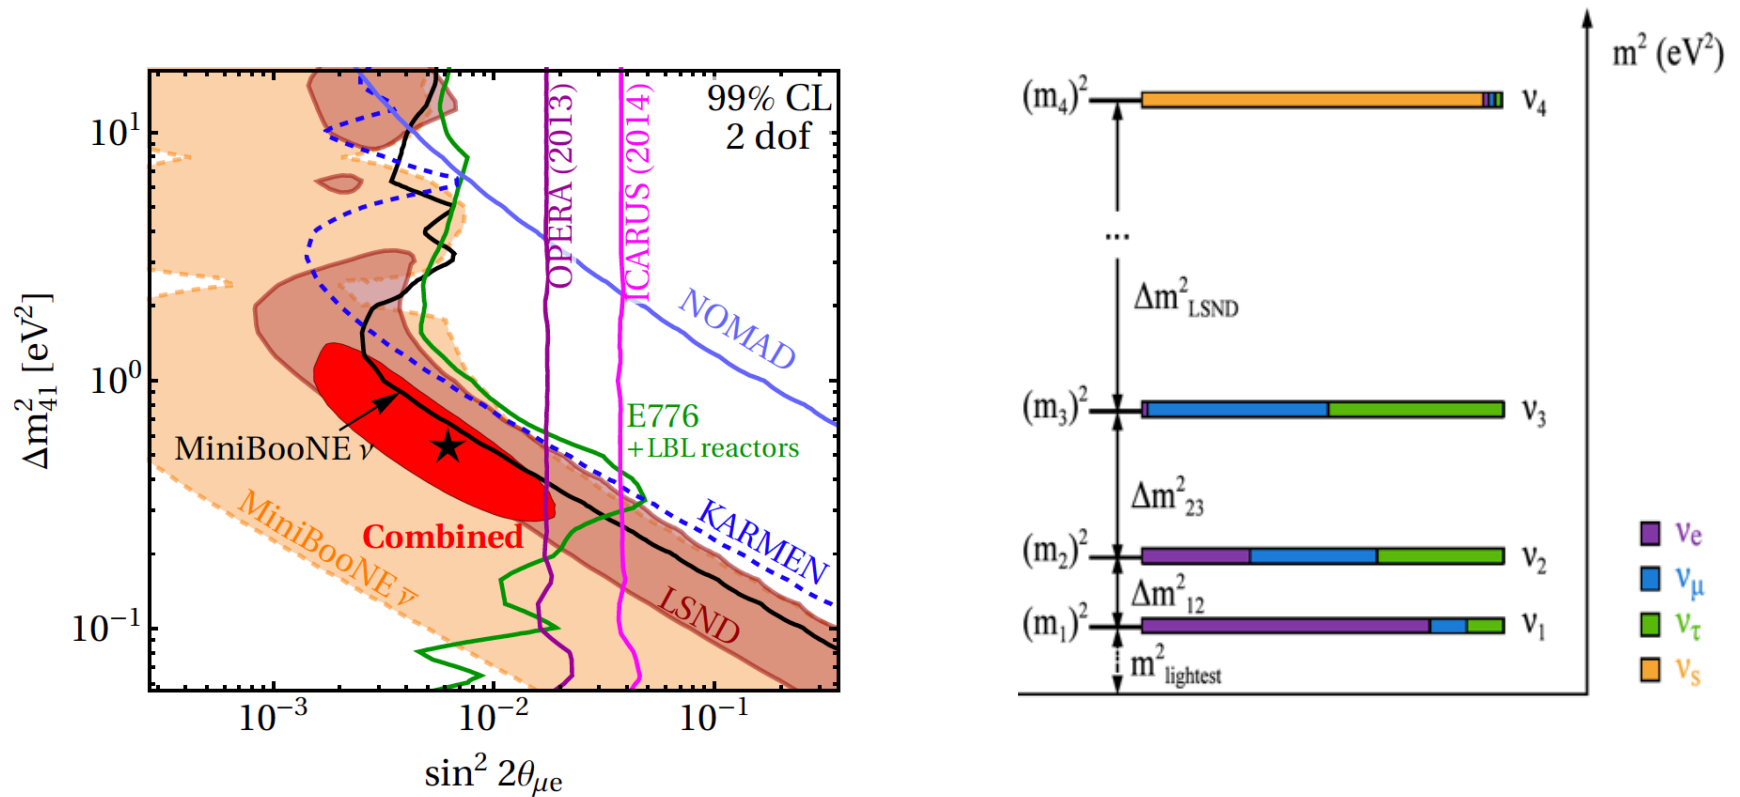 99% CL
2 dof
10¹
10⁰
10⁻¹
Δm²₄₁ [eV²]
OPERA (2013)
ICARUS (2014)
NOMAD
E776
+LBL reactors
MiniBooNE ν
KARMEN
MiniBooNE ν̅
Combined
LSND
10⁻³
10⁻²
10⁻¹
sin² 2θμe
m² (eV²)
(m₄)²
ν₄
...
Δm²LSND
(m₃)²
ν₃
Δm²₂₃
(m₂)²
ν₂
Δm²₁₂
(m₁)²
ν₁
m²lightest
νe
νμ
ντ
νs